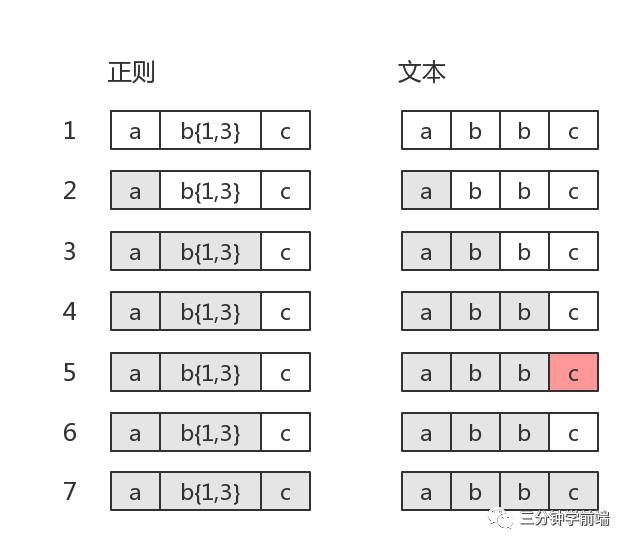 正则 文本
1 a b{1,3} c a b b c
2 a b{1,3} c a b b c
3 a b{1,3} c a b b c
4 a b{1,3} c a b b c
5 a b{1,3} c a b b c
6 a b{1,3} c a b b c
7 a b{1,3} c a b b c
三分钟学前端